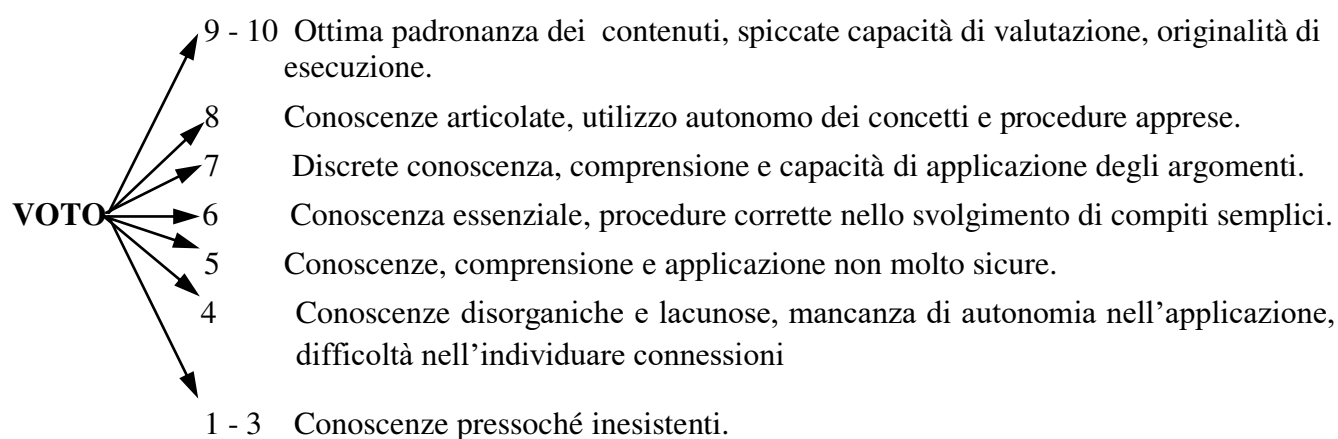 9 - 10 Ottima padronanza dei contenuti, spiccate capacità di valutazione, originalità di
esecuzione.
8 Conoscenze articolate, utilizzo autonomo dei concetti e procedure apprese.
7 Discrete conoscenza, comprensione e capacità di applicazione degli argomenti.
VOTO 6 Conoscenza essenziale, procedure corrette nello svolgimento di compiti semplici.
5 Conoscenze, comprensione e applicazione non molto sicure.
4 Conoscenze disorganiche e lacunose, mancanza di autonomia nell’applicazione,
difficoltà nell’individuare connessioni
1 - 3 Conoscenze pressoché inesistenti.